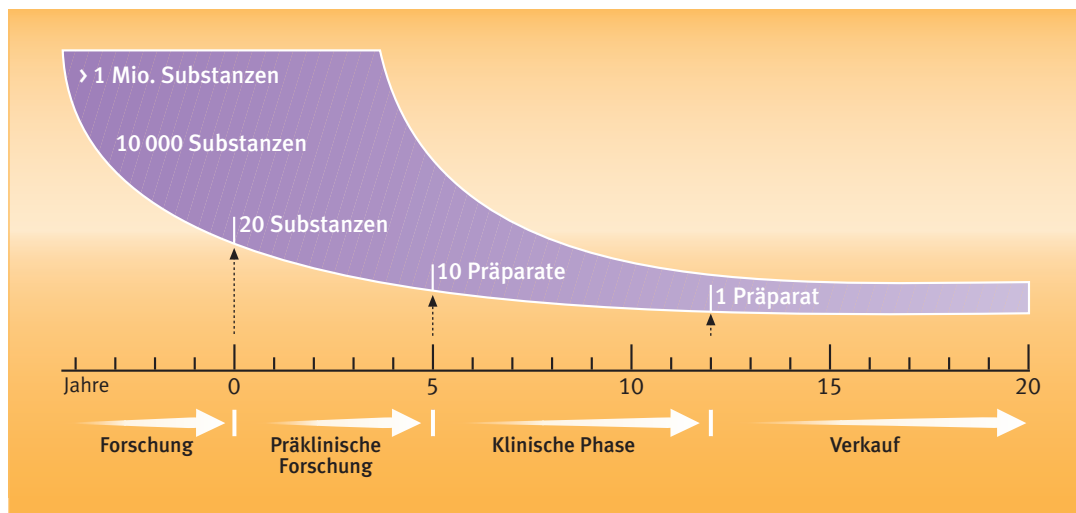 > 1 Mio. Substanzen
10 000 Substanzen
20 Substanzen
10 Präparate
1 Präparat
Jahre 0 5 10 15 20
Forschung
Präklinische
Forschung
Klinische Phase
Verkauf